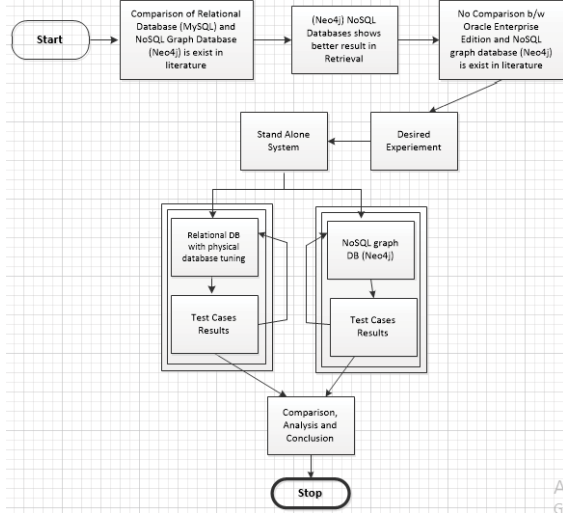 Start
Comparison of Relational
Database (MySQL) and
NoSQL Graph Database
(Neo4j) is exist in
literature
(Neo4j) NoSQL
Databases shows
better result in
Retrieval
No Comparison b/w
Oracle Enterprise
Edition and NoSQL
graph database (Neo4j)
is exist in literature
Stand Alone
System
Desired
Experiement
Relational DB
with physical
database tuning
NoSQL graph
DB (Neo4j)
Test Cases
Results
Test Cases
Results
Comparison,
Analysis and
Conclusion
Stop